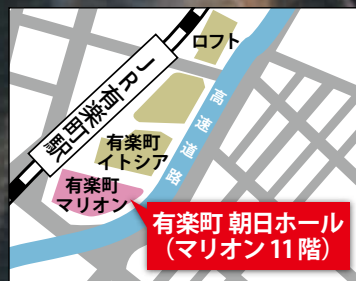 ロフト
JR有楽町駅
高速道路
有楽町
イトシア
有楽町
マリオン
有楽町 朝日ホール
（マリオン 11 階）